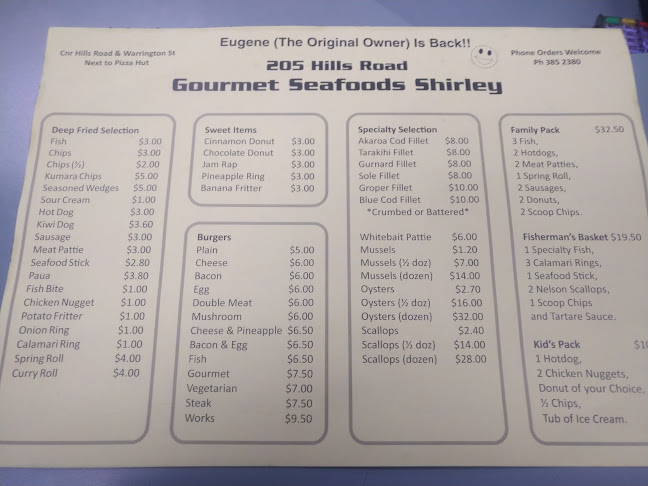 Eugene (The Original Owner) Is Back!!
Cnr Hills Road & Warrington St
Next to Pizza Hut
Phone Orders Welcome
Ph 385 2380
205 Hills Road
Gourmet Seafoods Shirley
Deep Fried Selection
Fish $3.00
Chips $3.00
Chips (½) $2.00
Kumara Chips $5.00
Seasoned Wedges $5.00
Sour Cream $1.00
Hot Dog $3.00
Kiwi Dog $3.60
Sausage $3.00
Meat Pattie $3.00
Seafood Stick $2.80
Paua $3.80
Fish Bite $1.00
Chicken Nugget $1.00
Potato Fritter $1.00
Onion Ring $1.00
Calamari Ring $1.00
Spring Roll $4.00
Curry Roll $4.00
Sweet Items
Cinnamon Donut $3.00
Chocolate Donut $3.00
Jam Rap $3.00
Pineapple Ring $3.00
Banana Fritter $3.00
Burgers
Plain $5.00
Cheese $6.00
Bacon $6.00
Egg $6.00
Double Meat $6.00
Mushroom $6.00
Cheese & Pineapple $6.50
Bacon & Egg $6.50
Fish $6.50
Gourmet $7.50
Vegetarian $7.00
Steak $7.50
Works $9.50
Specialty Selection
Akaroa Cod Fillet $8.00
Tarakihi Fillet $8.00
Gurnard Fillet $8.00
Sole Fillet $8.00
Groper Fillet $10.00
Blue Cod Fillet $10.00
*Crumbed or Battered*
Whitebait Pattie $6.00
Mussels $1.20
Mussels (½ doz) $7.00
Mussels (dozen) $14.00
Oysters $2.70
Oysters (½ doz) $16.00
Oysters (dozen) $32.00
Scallops $2.40
Scallops (½ doz) $14.00
Scallops (dozen) $28.00
Family Pack $32.50
3 Fish,
2 Hotdogs,
2 Meat Patties,
1 Spring Roll,
2 Sausages,
2 Donuts,
2 Scoop Chips.
Fisherman's Basket $19.50
1 Specialty Fish,
3 Calamari Rings,
1 Seafood Stick,
2 Nelson Scallops,
1 Scoop Chips
and Tartare Sauce.
Kid's Pack
1 Hotdog,
2 Chicken Nuggets,
Donut of your Choice,
½ Chips,
Tub of Ice Cream.